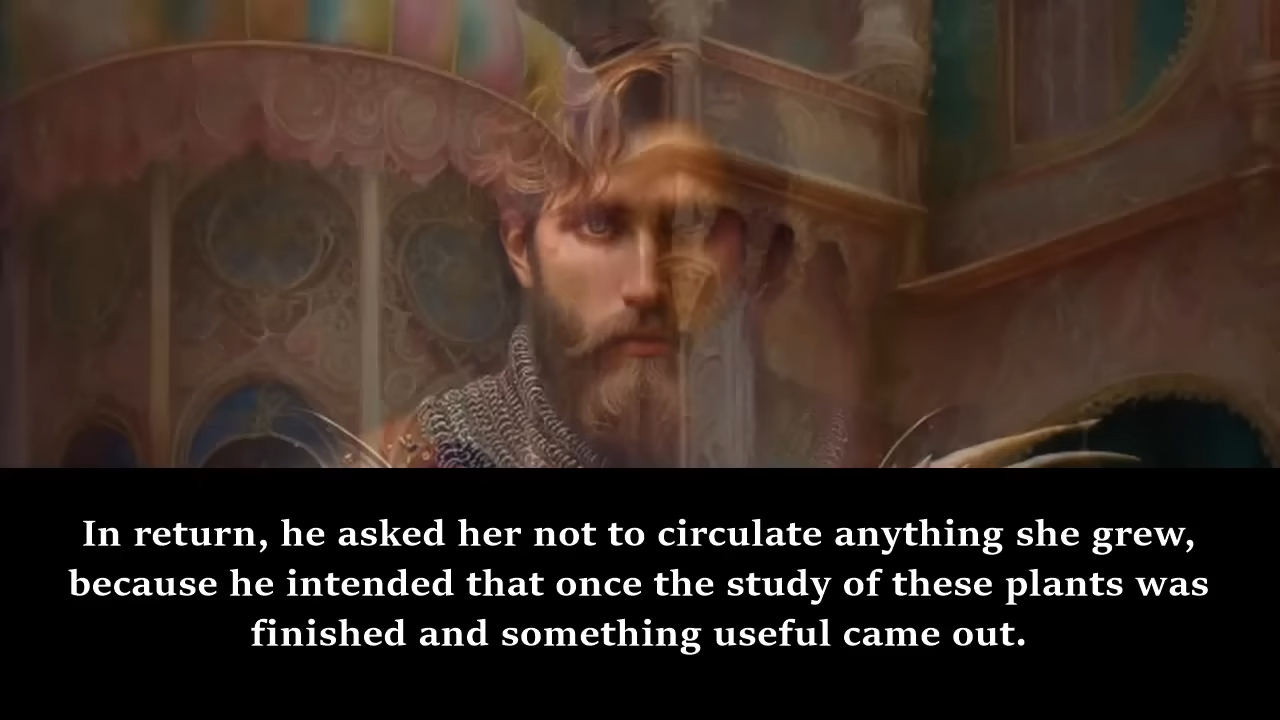 In return, he asked her not to circulate anything she grew,
because he intended that once the study of these plants was
finished and something useful came out.